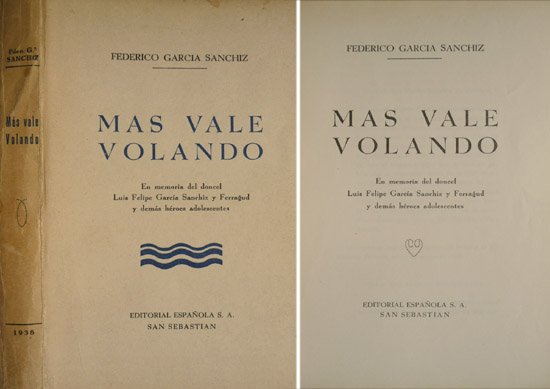 Fdco. G.ª
SANCHIZ
Más vale
Volando
1938
FEDERICO GARCIA SANCHIZ
MAS VALE
VOLANDO
En memoria del doncel
Luis Felipe García Sanchiz y Ferragud
y demás héroes adolescentes
EDITORIAL ESPAÑOLA S. A.
SAN SEBASTIAN
FEDERICO GARCIA SANCHIZ
MAS VALE
VOLANDO
En memoria del doncel
Luis Felipe García Sanchiz y Ferragud
y demás héroes adolescentes
EDITORIAL ESPAÑOLA S. A.
SAN SEBASTIAN